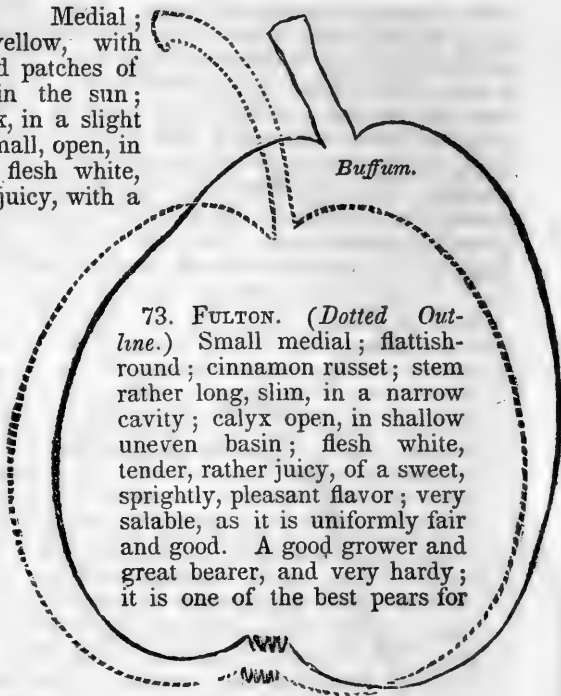 Medial ;
yellow, with
d patches of
in the sun ;
x, in a slight
mall, open, in
flesh white,
juicy, with a
Buffum.
73. FULTON. (Dotted Out-
line.) Small medial ; flattish-
round ; cinnamon russet ; stem
rather long, slim, in a narrow
cavity ; calyx open, in shallow
uneven basin ; flesh white,
tender, rather juicy, of a sweet,
sprightly, pleasant flavor ; very
salable, as it is uniformly fair
and good. A good grower and
great bearer, and very hardy ;
it is one of the best pears for